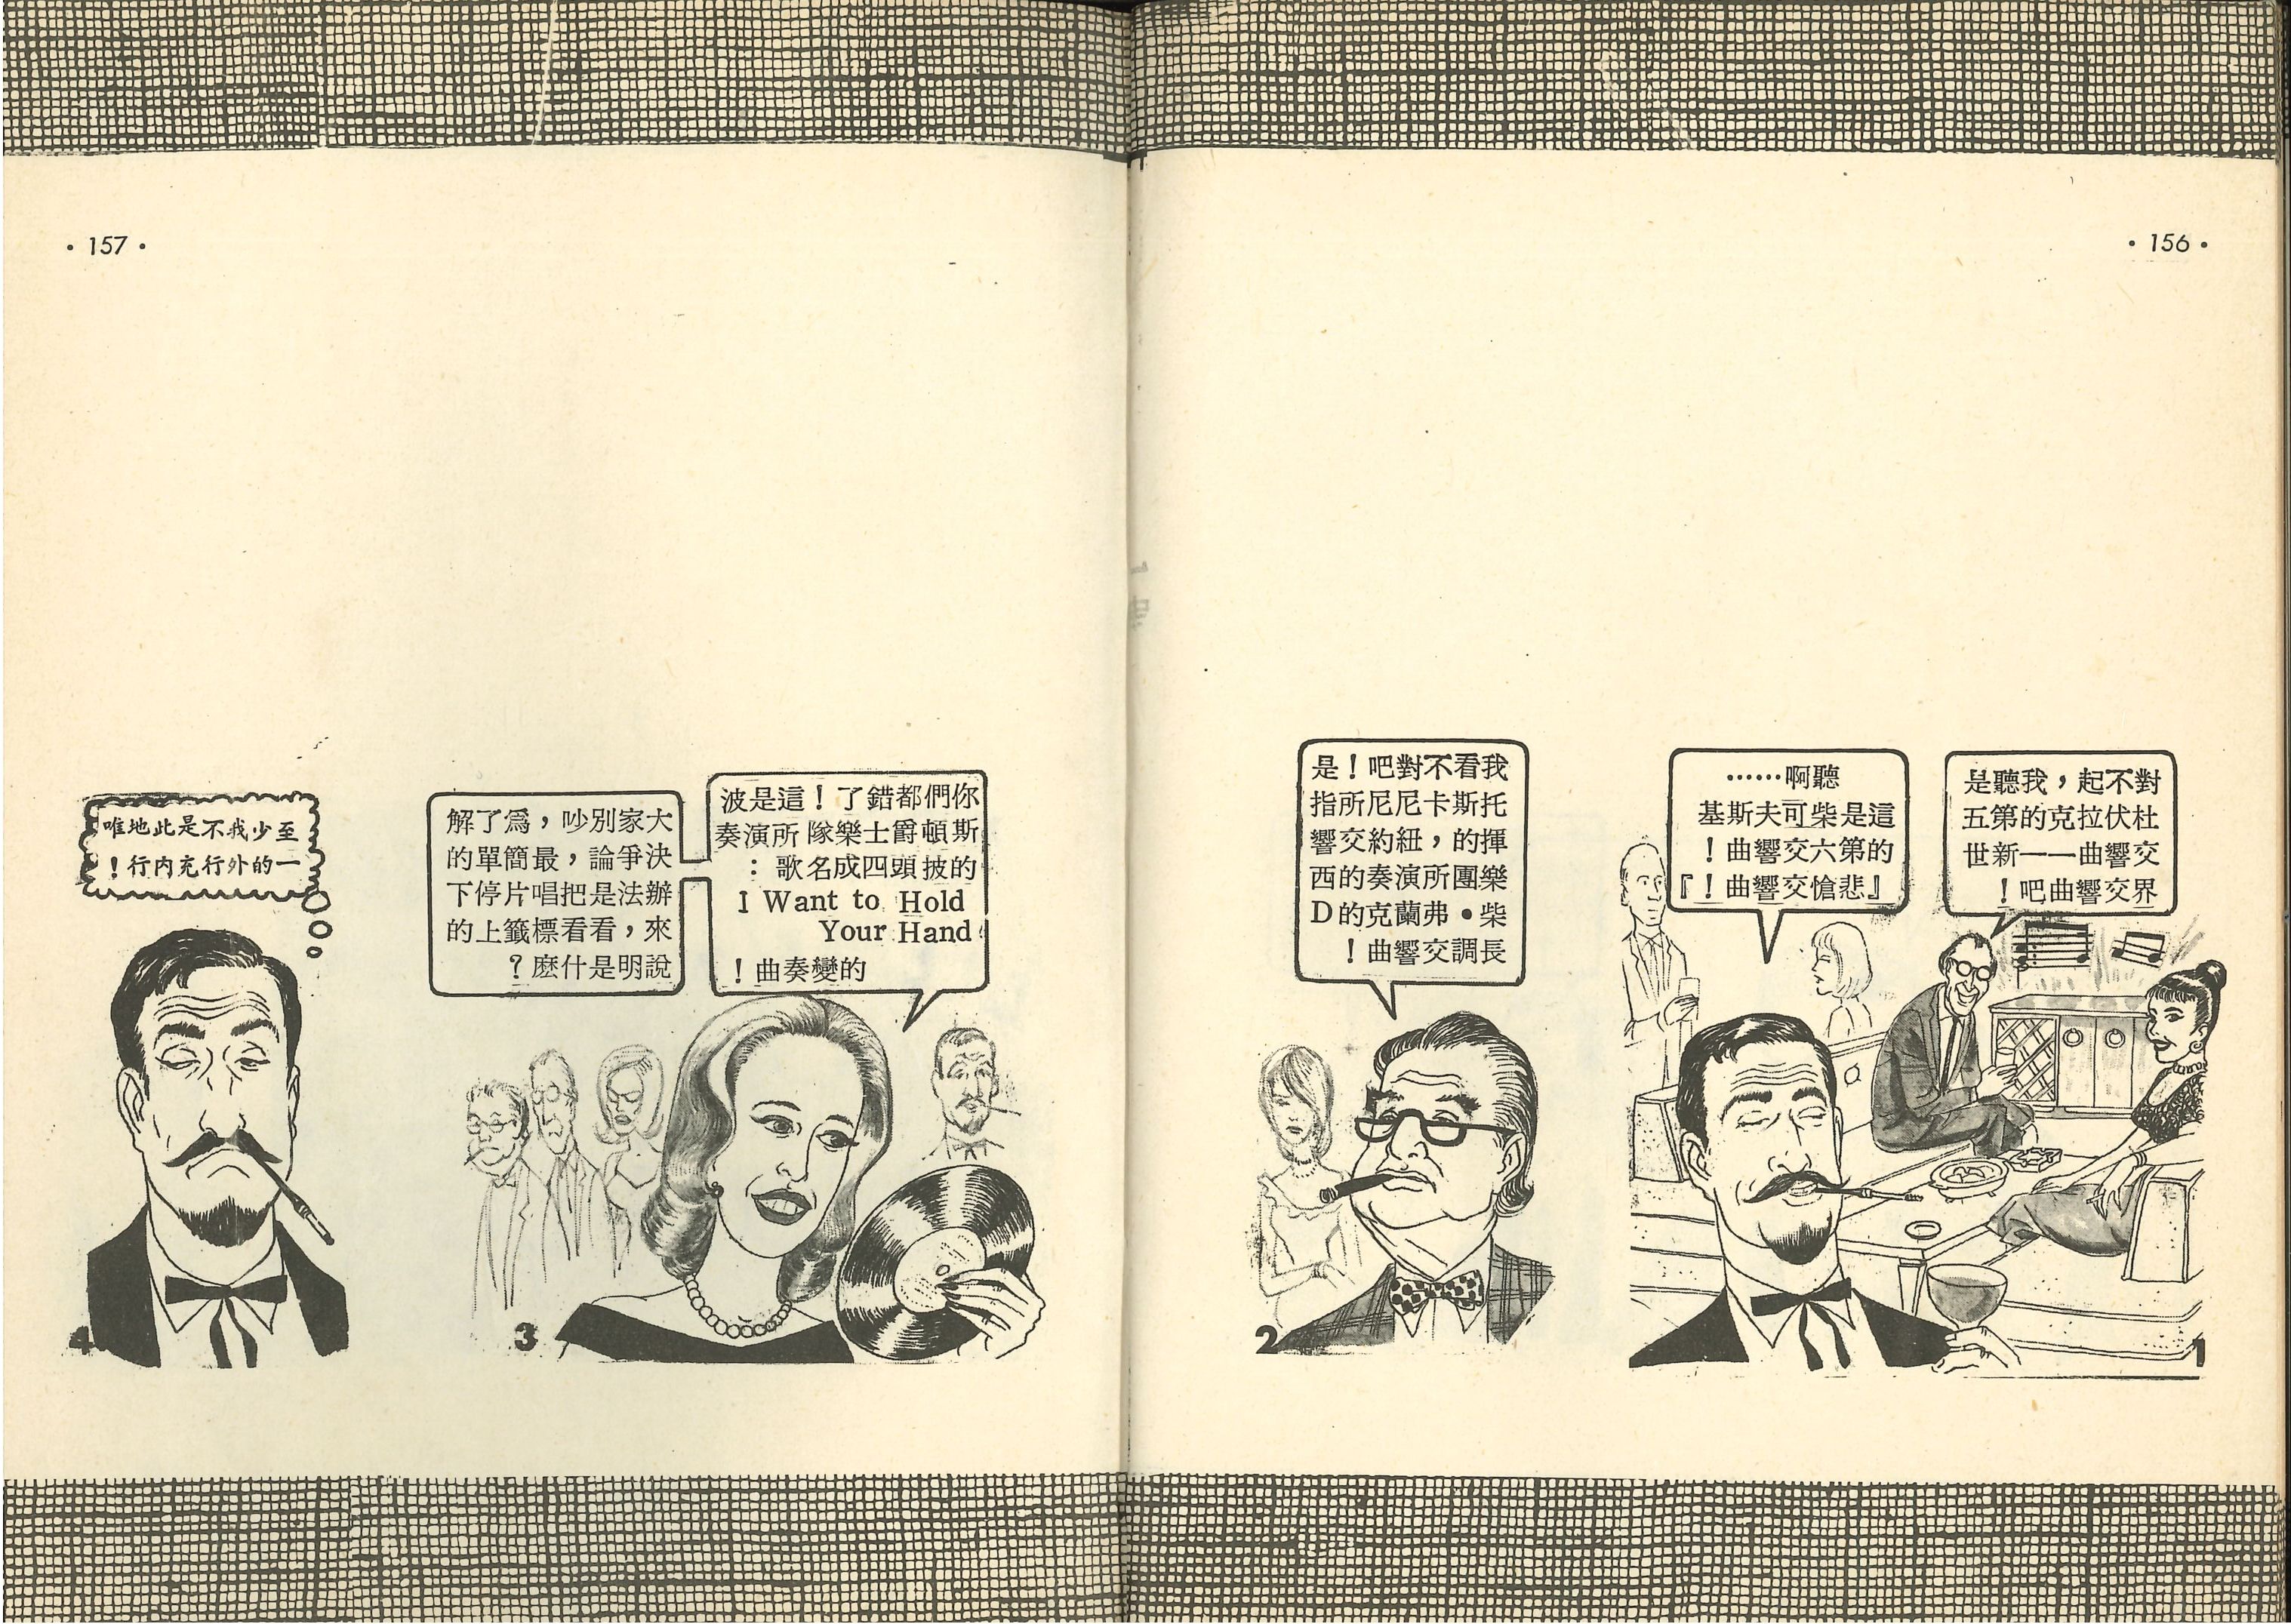 • 156 •
對不起，我聽是
杜伏拉克的第五
交響曲——新世
界交響曲吧！
聽啊……
這是柴可夫斯基
的第六交響曲！
『悲愴交響曲！』
1
我看不對吧！是
托斯卡尼尼所指
揮的，紐約交響
樂團所演奏的西
柴•弗蘭克的D
長調交響曲！
2
• 157 •
你們都錯了！這是波
斯頓爵士樂隊所演奏
的披頭四成名歌：
I Want to Hold
Your Hand
的變奏曲！
大家別吵，爲了解
決爭論，最簡單的
辦法是把唱片停下
來，看看標籤上的
說明是什麽？
3
至少我不是此地唯
一的外行充內行！
4